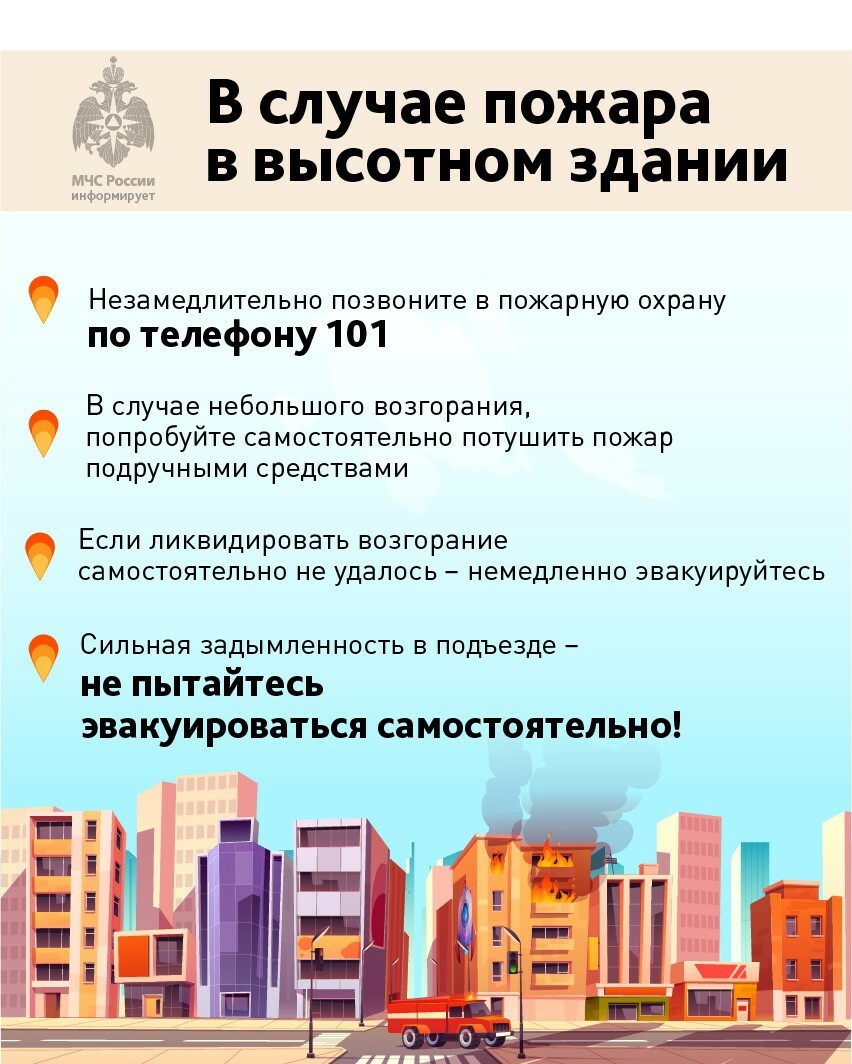 МЧС России
информирует
В случае пожара
в высотном здании
Незамедлительно позвоните в пожарную охрану
по телефону 101
В случае небольшого возгорания,
попробуйте самостоятельно потушить пожар
подручными средствами
Если ликвидировать возгорание
самостоятельно не удалось – немедленно эвакуируйтесь
Сильная задымленность в подъезде –
не пытайтесь
эвакуироваться самостоятельно!